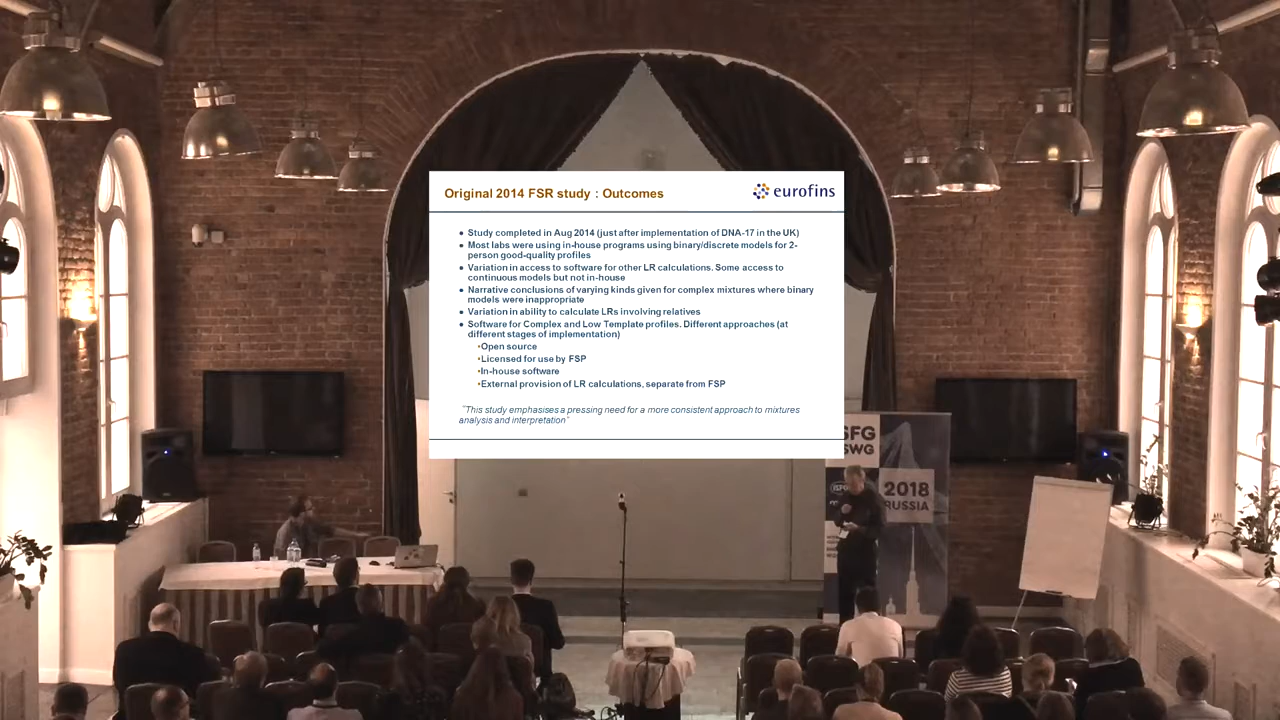 Original 2014 FSR study : Outcomes
eurofins
• Study completed in Aug 2014 (just after implementation of DNA-17 in the UK)
• Most labs were using in-house programs using binary/discrete models for 2-
person good-quality profiles
• Variation in access to software for other LR calculations. Some access to
continuous models but not in-house
• Narrative conclusions of varying kinds given for complex mixtures where binary
models were inappropriate
• Variation in ability to calculate LRs involving relatives
• Software for Complex and Low Template profiles. Different approaches (at
different stages of implementation)
•Open source
•Licensed for use by FSP
•In-house software
•External provision of LR calculations, separate from FSP
"This study emphasises a pressing need for a more consistent approach to mixtures
analysis and interpretation"
SFG
SWG
ISFG
2018
RUSSIA